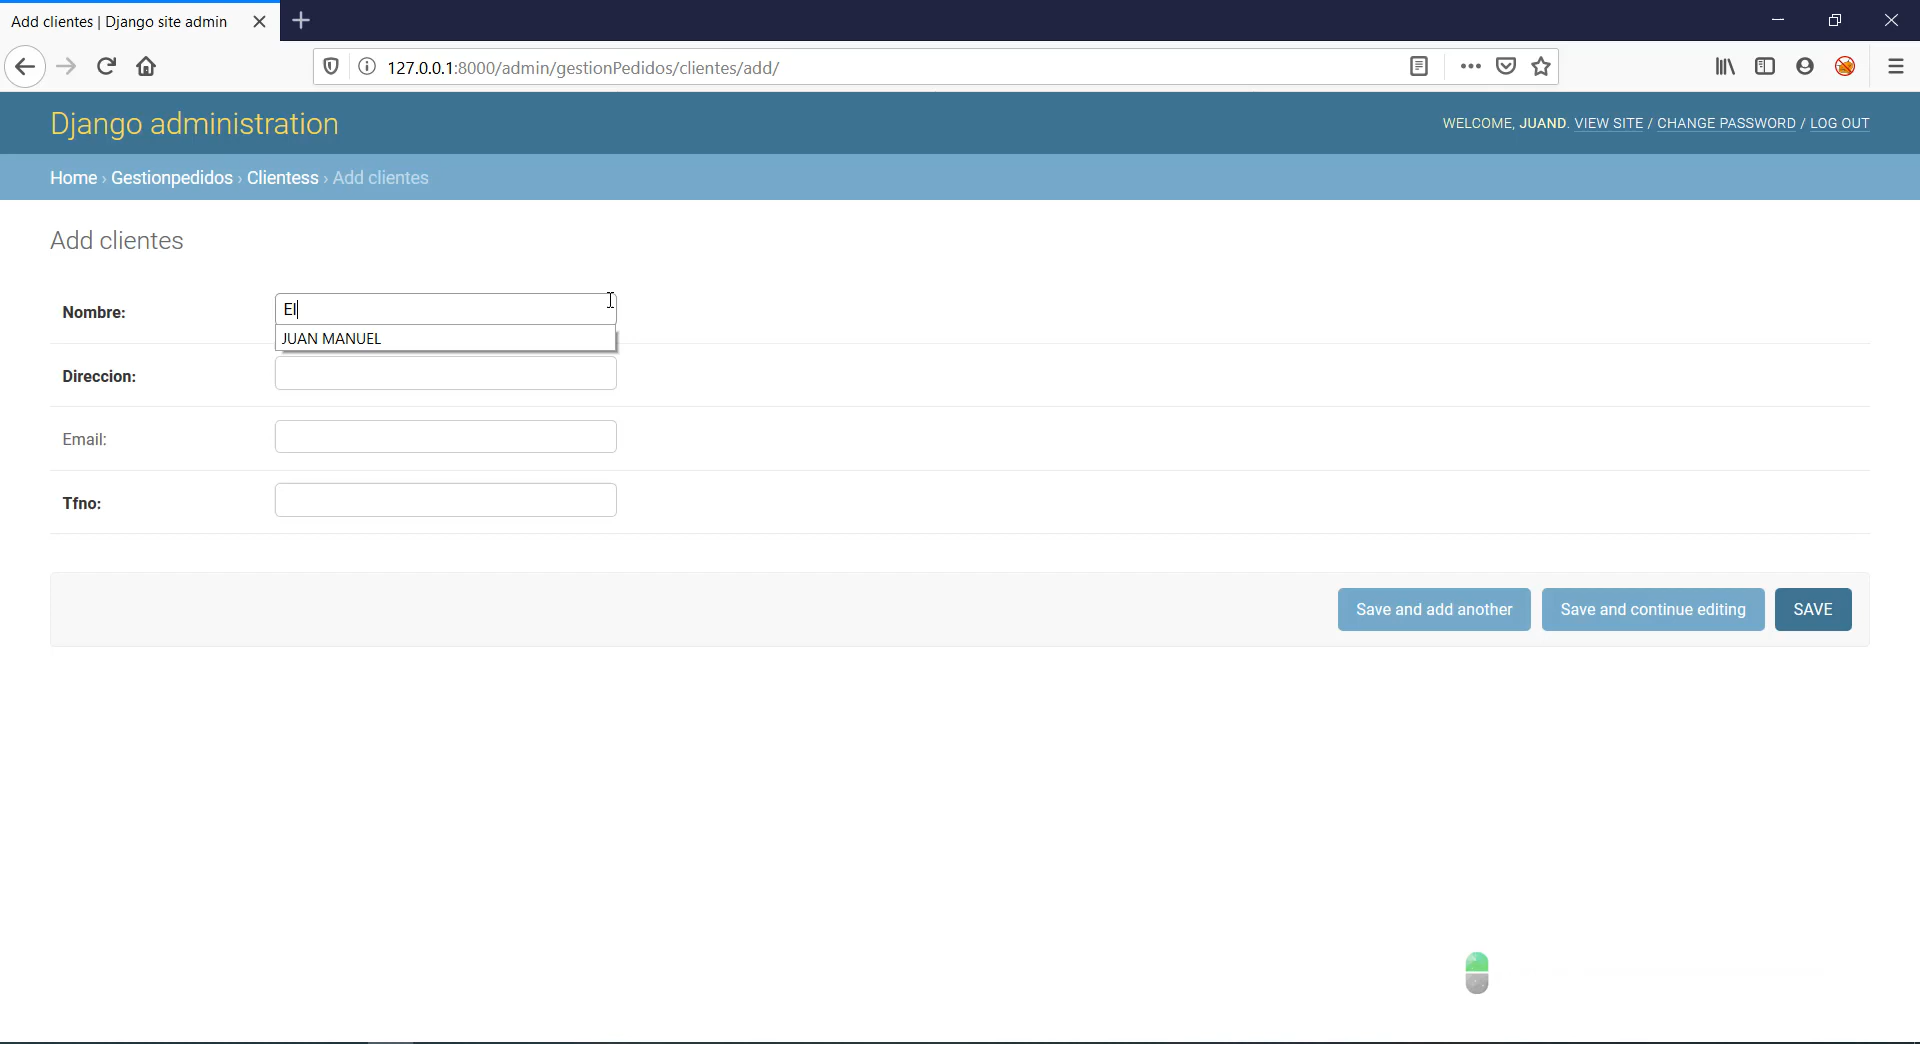 Add clientes | Django site admin
127.0.0.1:8000/admin/gestionPedidos/clientes/add/
Django administration
WELCOME, JUAND. VIEW SITE / CHANGE PASSWORD / LOG OUT
Home › Gestionpedidos › Clientess › Add clientes
Add clientes
Nombre:
El
JUAN MANUEL
Direccion:
Email:
Tfno:
Save and add another
Save and continue editing
SAVE